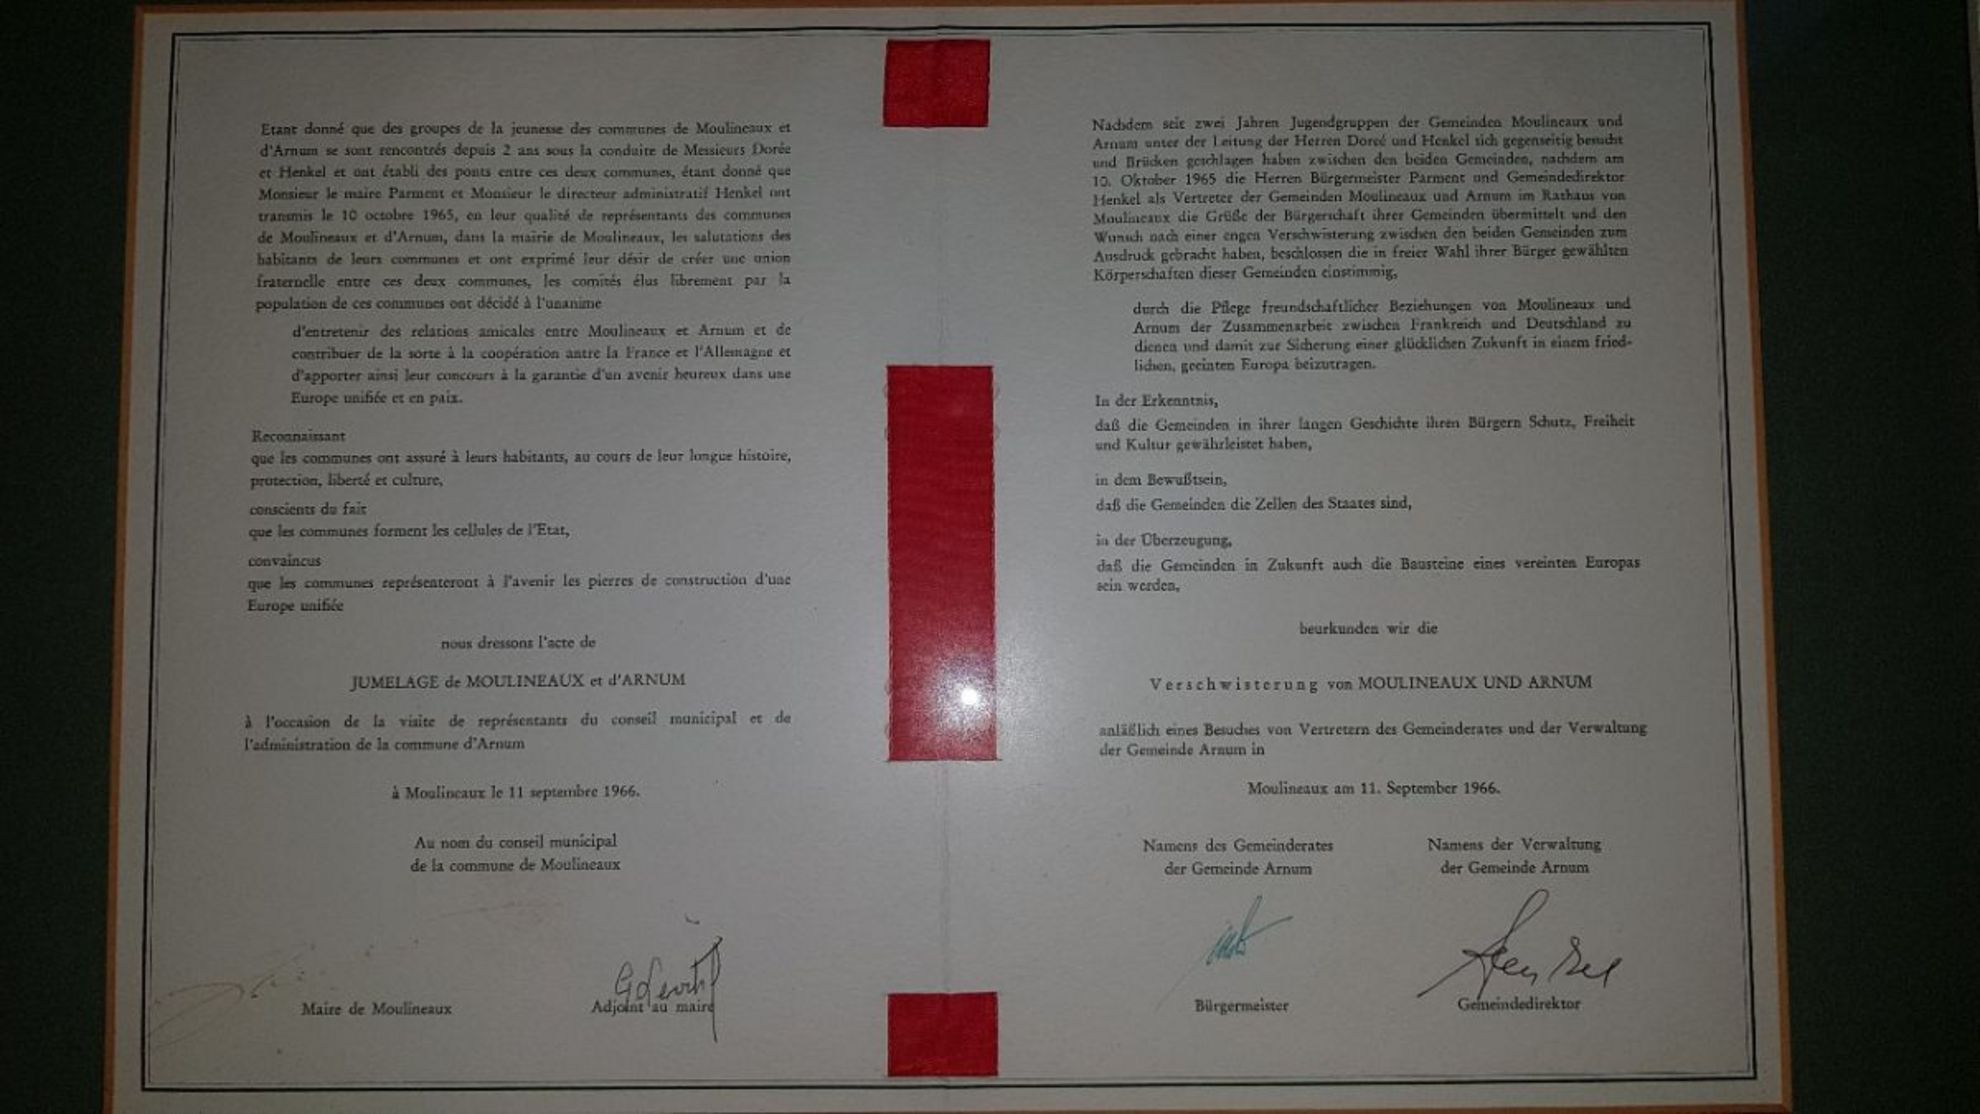 Etant donné que des groupes de la jeunesse des communes de Moulineaux et
d'Arnum se sont rencontrés depuis 2 ans sous la conduite de Messieurs Dorée
et Henkel et ont établi des ponts entre ces deux communes, étant donné que
Monsieur le maire Parment et Monsieur le directeur administratif Henkel ont
transmis le 10 octobre 1965, en leur qualité de représentants des communes
de Moulineaux et d'Arnum, dans la mairie de Moulineaux, les salutations des
habitants de leurs communes et ont exprimé leur désir de créer une union
fraternelle entre ces deux communes, les comités élus librement par la
population de ces communes ont décidé à l'unanime
d'entretenir des relations amicales entre Moulineaux et Arnum et de
contribuer de la sorte à la coopération antre la France et l'Allemagne et
d'apporter ainsi leur concours à la garantie d'un avenir heureux dans une
Europe unifiée et en paix.
Reconnaissant
que les communes ont assuré à leurs habitants, au cours de leur longue histoire,
protection, liberté et culture,
conscients du fait
que les communes forment les cellules de l'Etat,
convaincus
que les communes représenteront à l'avenir les pierres de construction d'une
Europe unifiée
nous dressons l'acte de
JUMELAGE de MOULINEAUX et d'ARNUM
à l'occasion de la visite de représentants du conseil municipal et de
l'administration de la commune d'Arnum
à Moulineaux le 11 septembre 1966.
Au nom du conseil municipal
de la commune de Moulineaux
Maire de Moulineaux
Adjoint au maire
Nachdem seit zwei Jahren Jugendgruppen der Gemeinden Moulineaux und
Arnum unter der Leitung der Herren Doreé und Henkel sich gegenseitig besucht
und Brücken geschlagen haben zwischen den beiden Gemeinden, nachdem am
10. Oktober 1965 die Herren Bürgermeister Parment und Gemeindedirektor
Henkel als Vertreter der Gemeinden Moulineaux und Arnum im Rathaus von
Moulineaux die Grüße der Bürgerschaft ihrer Gemeinden übermittelt und den
Wunsch nach einer engen Verschwisterung zwischen den beiden Gemeinden zum
Ausdruck gebracht haben, beschlossen die in freier Wahl ihrer Bürger gewählten
Körperschaften dieser Gemeinden einstimmig,
durch die Pflege freundschaftlicher Beziehungen von Moulineaux und
Arnum der Zusammenarbeit zwischen Frankreich und Deutschland zu
dienen und damit zur Sicherung einer glücklichen Zukunft in einem fried-
lichen, geeinten Europa beizutragen.
In der Erkenntnis,
daß die Gemeinden in ihrer langen Geschichte ihren Bürgern Schutz, Freiheit
und Kultur gewährleistet haben,
in dem Bewußtsein,
daß die Gemeinden die Zellen des Staates sind,
in der Überzeugung,
daß die Gemeinden in Zukunft auch die Bausteine eines vereinten Europas
sein werden,
beurkunden wir die
Verschwisterung von MOULINEAUX UND ARNUM
anläßlich eines Besuches von Vertretern des Gemeinderates und der Verwaltung
der Gemeinde Arnum in
Moulineaux am 11. September 1966.
Namens des Gemeinderates
der Gemeinde Arnum
Namens der Verwaltung
der Gemeinde Arnum
Henkel
Bürgermeister
Gemeindedirektor